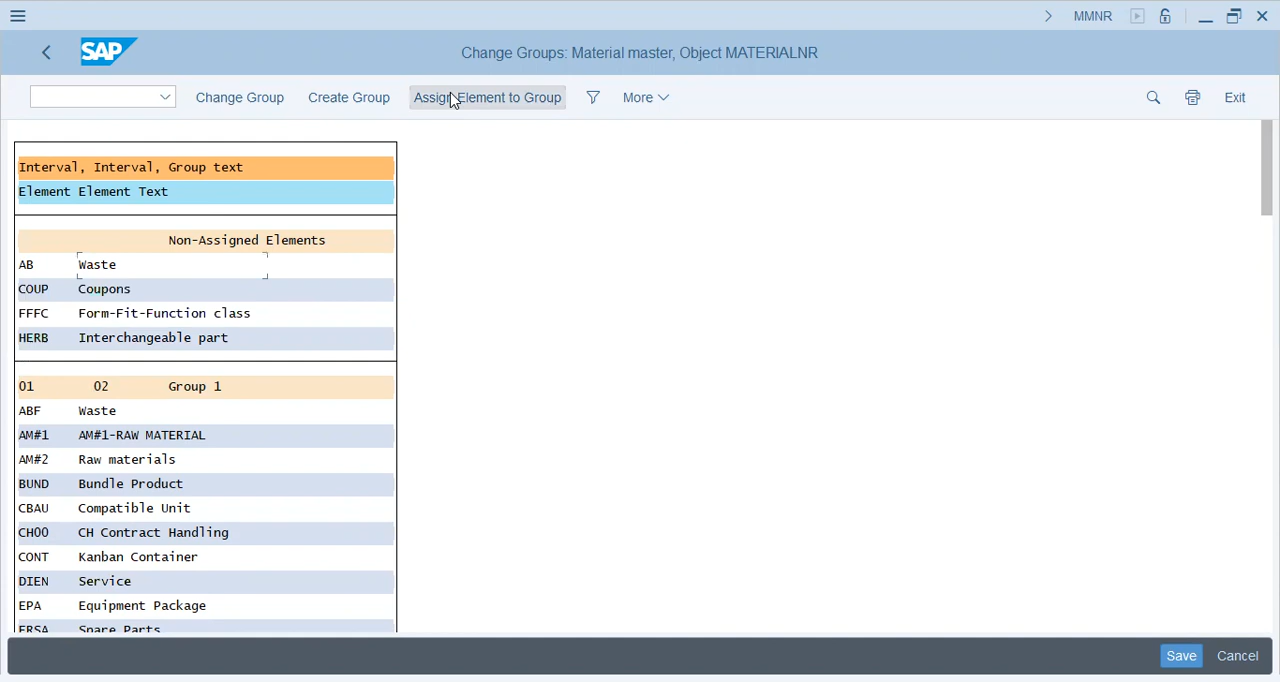 MMNR
SAP
Change Groups: Material master, Object MATERIALNR
Change Group Create Group Assign Element to Group More Exit
Interval, Interval, Group text
Element Element Text
Non-Assigned Elements
AB Waste
COUP Coupons
FFFC Form-Fit-Function class
HERB Interchangeable part
01 02 Group 1
ABF Waste
AM#1 AM#1-RAW MATERIAL
AM#2 Raw materials
BUND Bundle Product
CBAU Compatible Unit
CH00 CH Contract Handling
CONT Kanban Container
DIEN Service
EPA Equipment Package
ERSA Spare Parts
Save Cancel